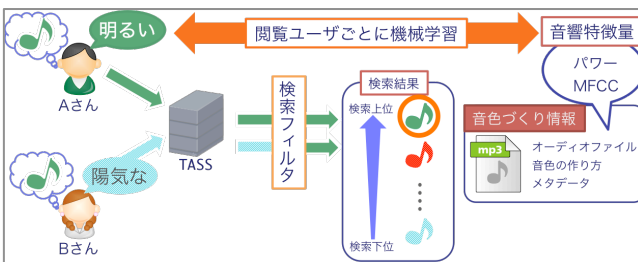 明るい
閲覧ユーザごとに機械学習
音響特徴量
パワー
MFCC
Aさん
TASS
検索フィルタ
検索結果
検索上位
検索下位
音色づくり情報
mp3
オーディオファイル
音色の作り方
メタデータ
陽気な
Bさん